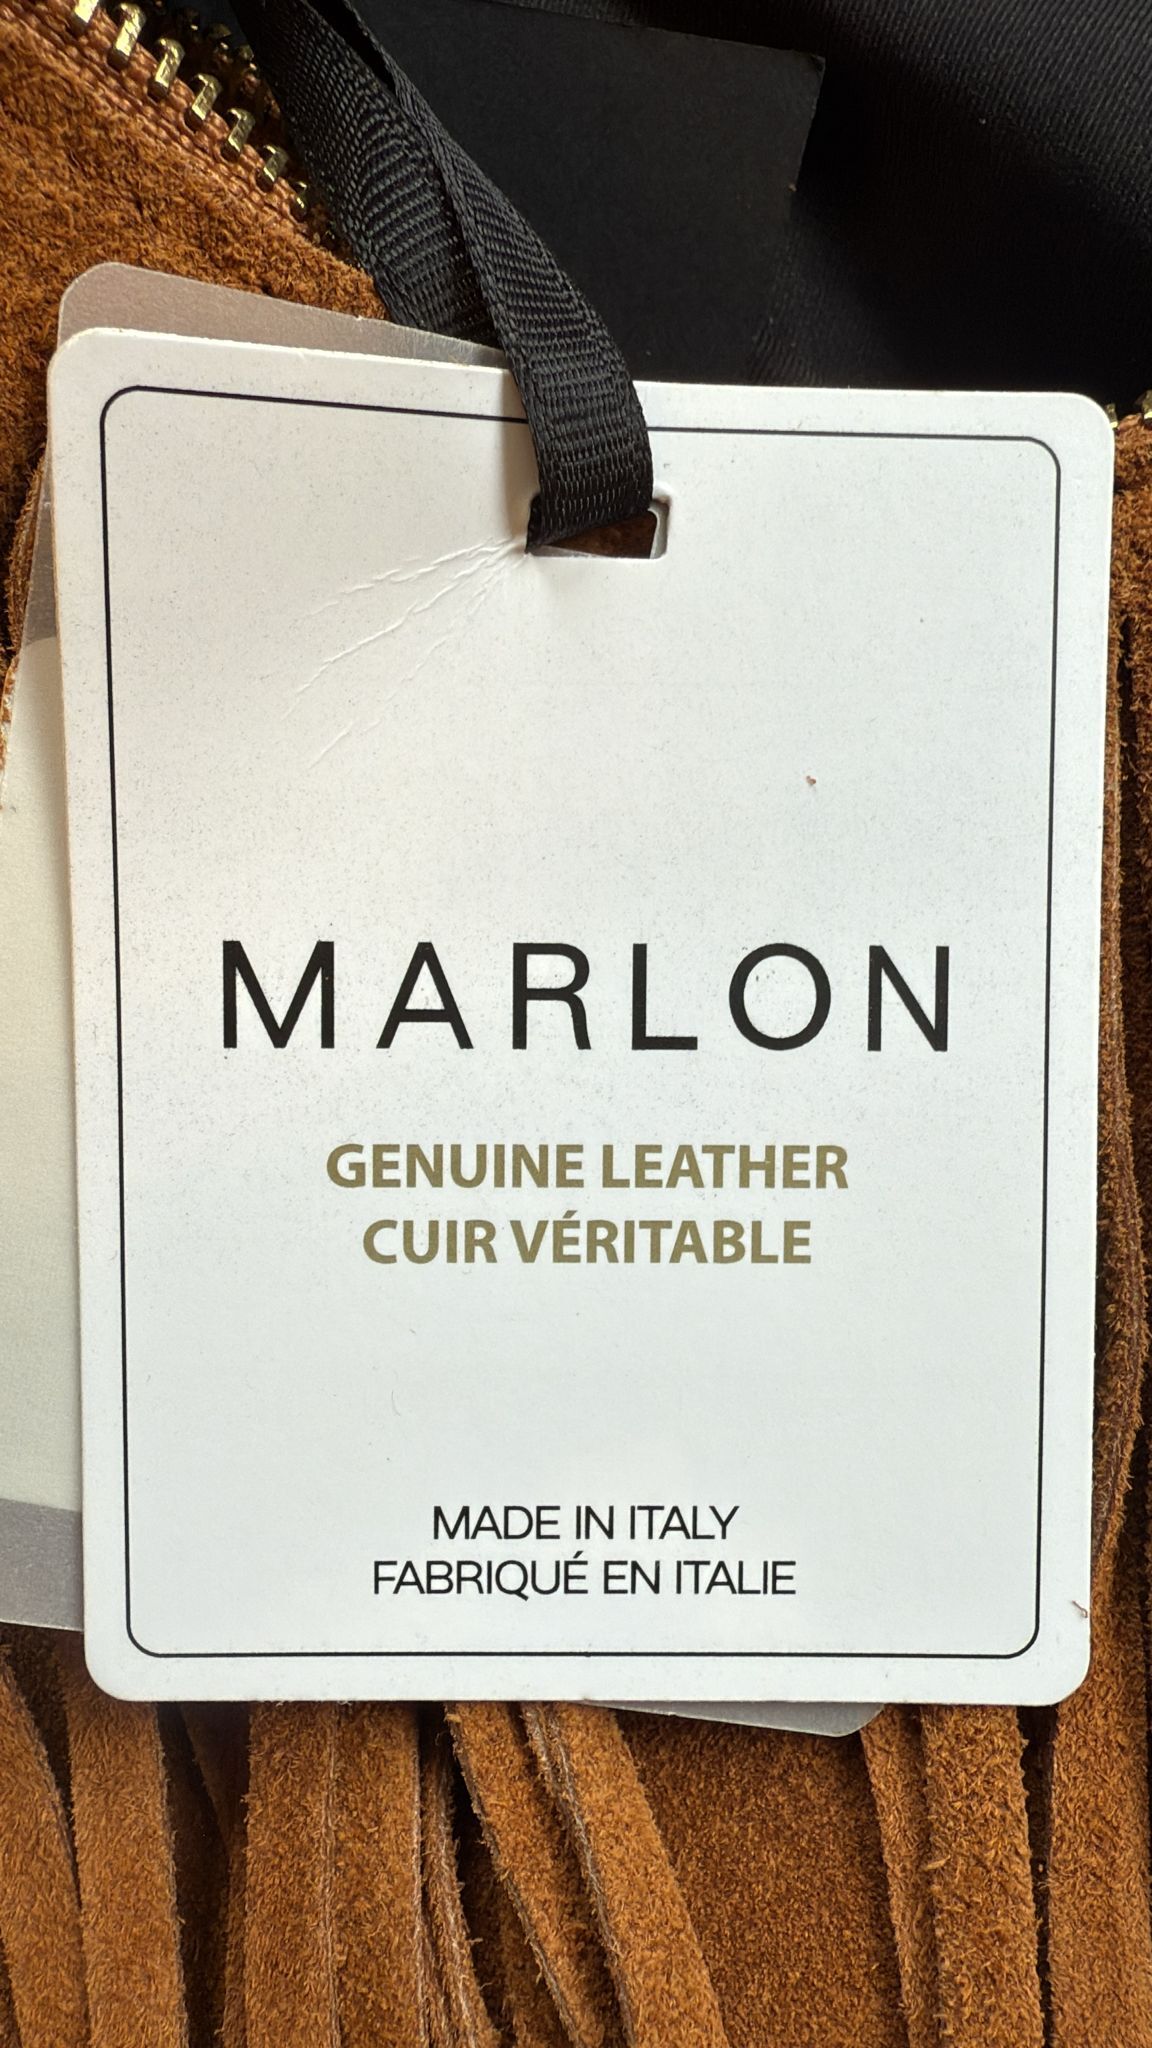 MARLON
GENUINE LEATHER
CUIR VÉRITABLE
MADE IN ITALY
FABRIQUÉ EN ITALIE